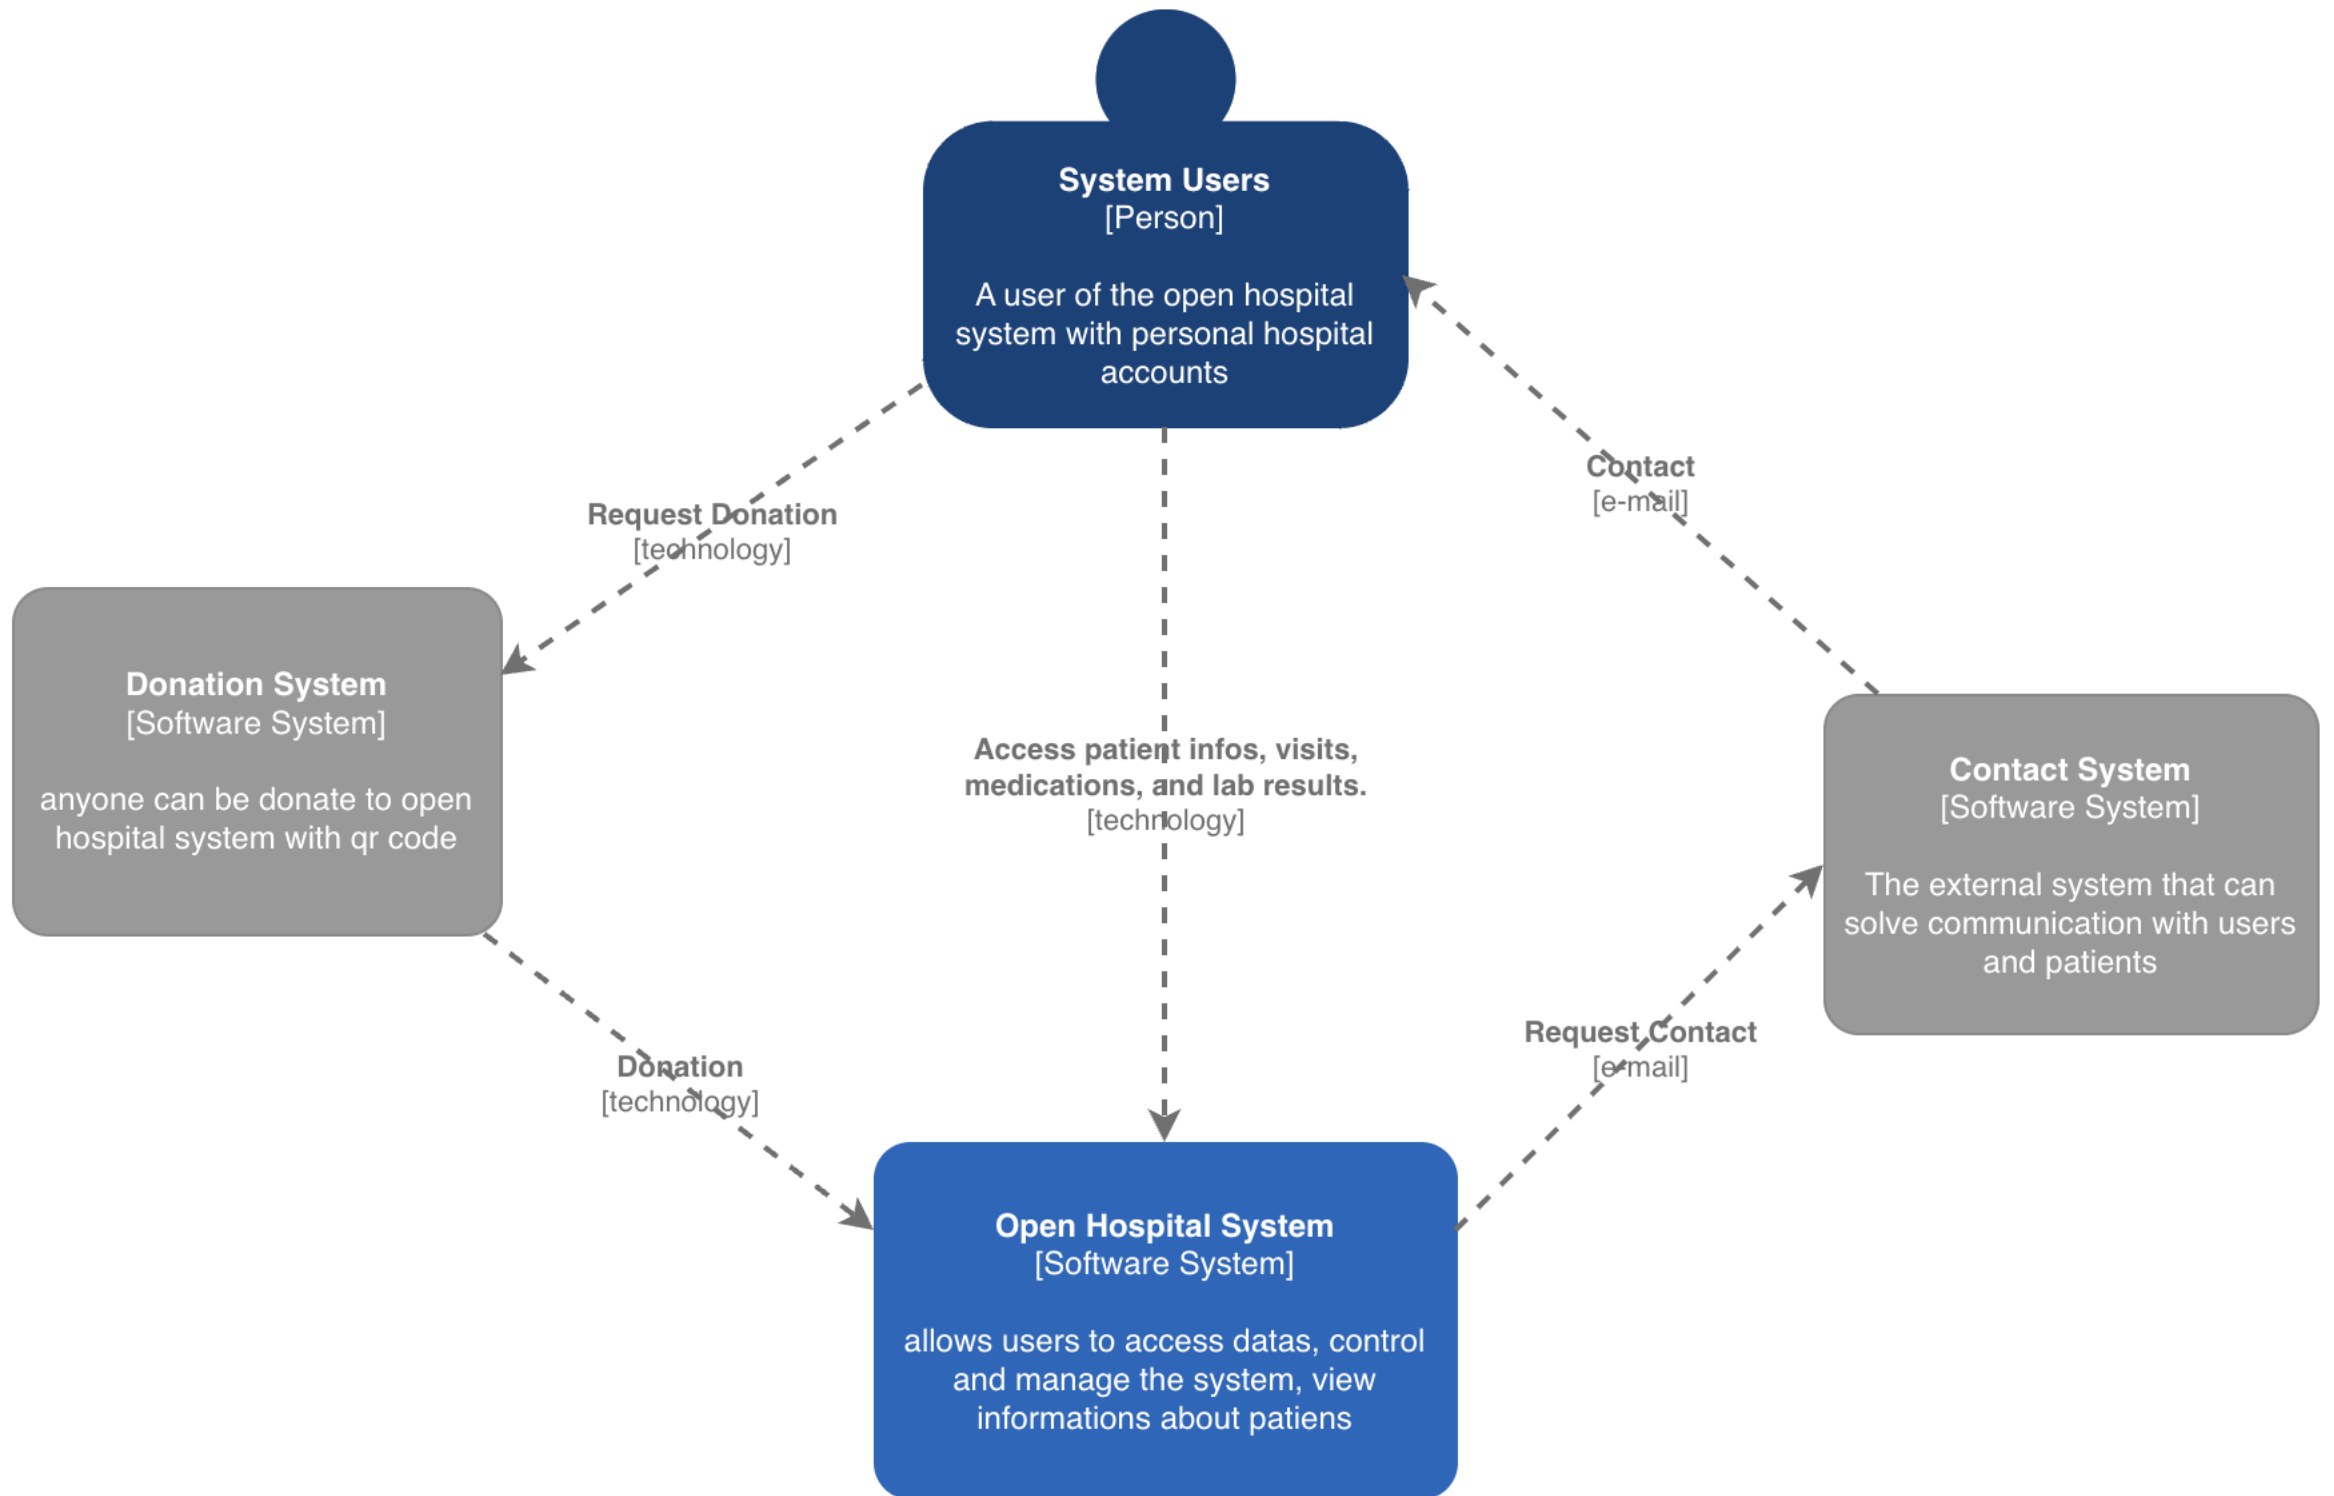 System Users
[Person]
A user of the open hospital
system with personal hospital
accounts
Contact
[e-mail]
Request Donation
[technology]
Donation System
[Software System]
anyone can be donate to open
hospital system with qr code
Access patient infos, visits,
medications, and lab results.
[technology]
Contact System
[Software System]
The external system that can
solve communication with users
and patients
Request Contact
[e-mail]
Donation
[technology]
Open Hospital System
[Software System]
allows users to access datas, control
and manage the system, view
informations about patiens